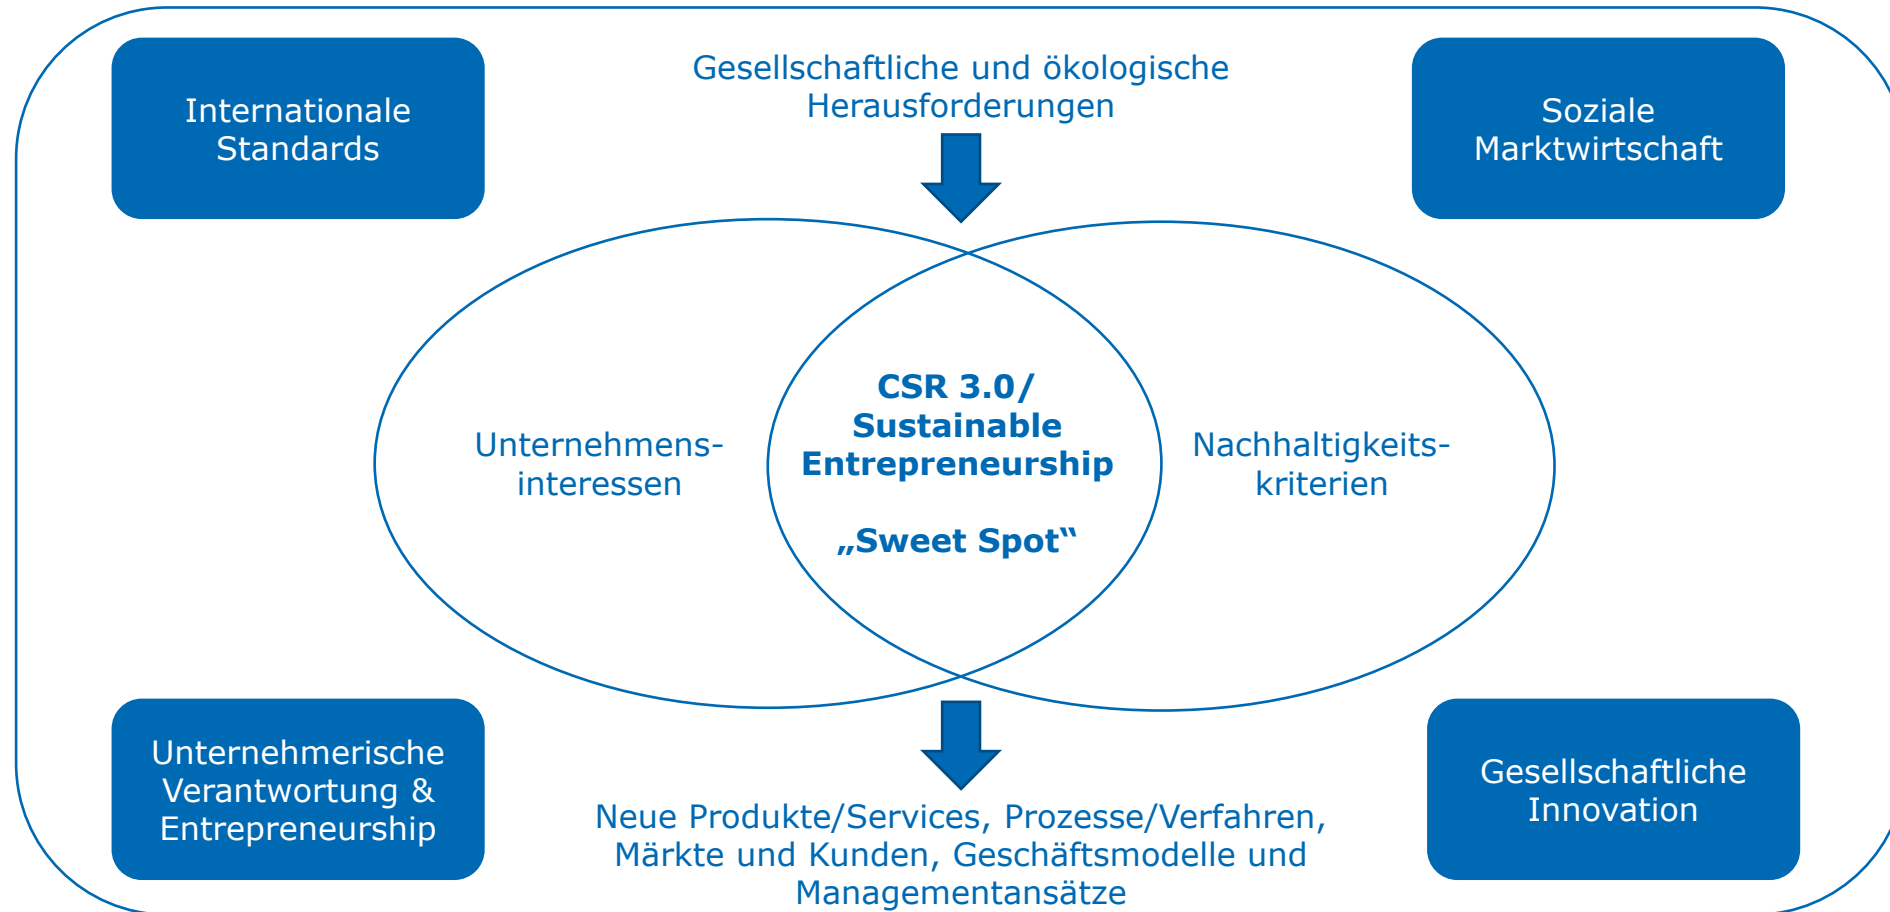 Internationale
Standards
Gesellschaftliche und ökologische
Herausforderungen
Soziale
Marktwirtschaft
Unternehmens-
interessen
CSR 3.0/
Sustainable
Entrepreneurship
„Sweet Spot“
Nachhaltigkeits-
kriterien
Unternehmerische
Verantwortung &
Entrepreneurship
Neue Produkte/Services, Prozesse/Verfahren,
Märkte und Kunden, Geschäftsmodelle und
Managementansätze
Gesellschaftliche
Innovation